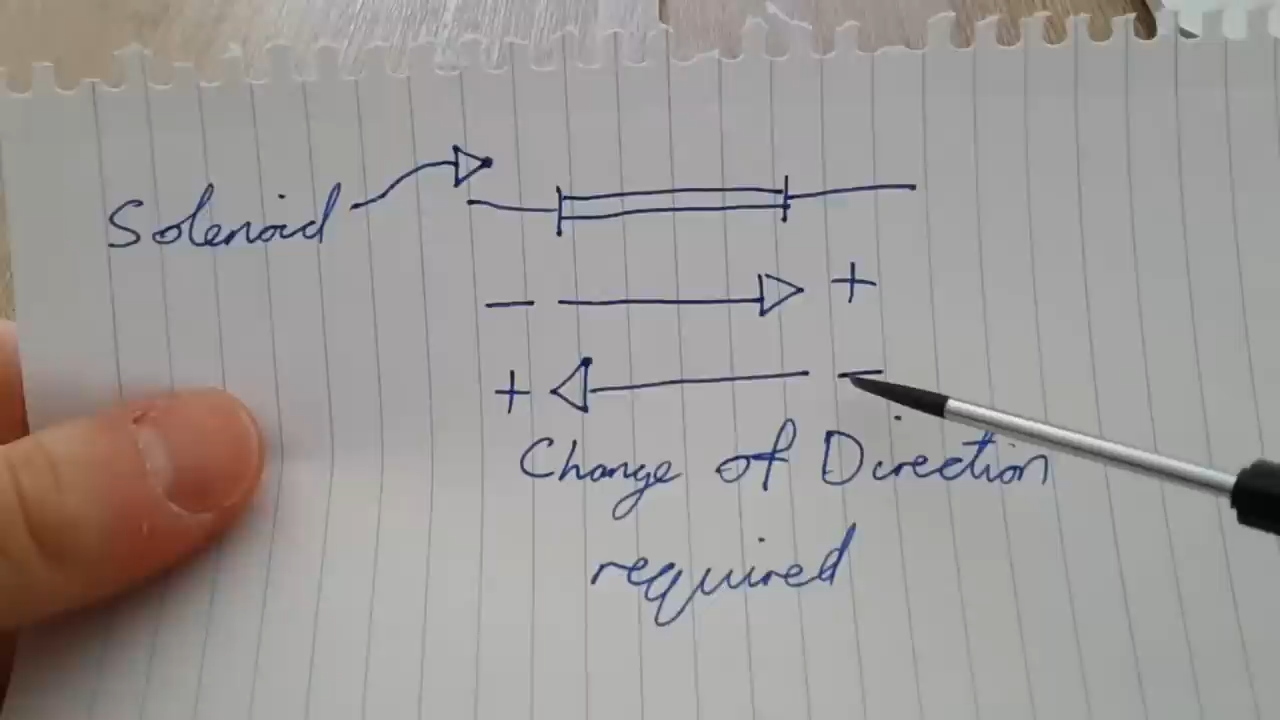 Solenoid
- +
+ -
Change of Direction
required